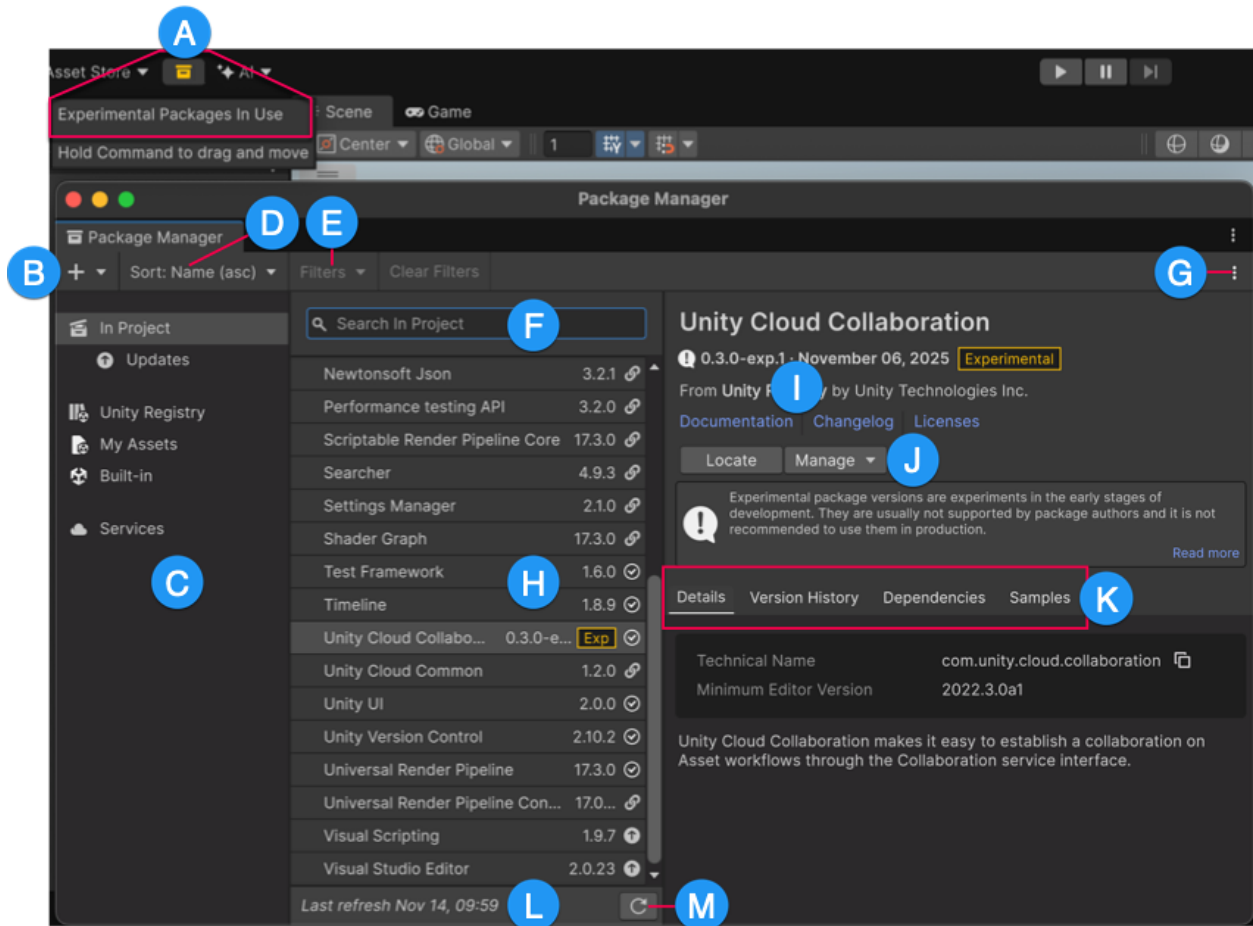 A
Asset Store
AI
Experimental Packages In Use
Scene
Game
Hold Command to drag and move
Center
Global
1
Package Manager
Package Manager
D
E
B
+
Sort: Name (asc)
Filters
Clear Filters
G
In Project
Updates
Unity Registry
My Assets
Built-in
Services
C
Search In Project
F
Newtonsoft Json 3.2.1
Performance testing API 3.2.0
Scriptable Render Pipeline Core 17.3.0
Searcher 4.9.3
Settings Manager 2.1.0
Shader Graph 17.3.0
Test Framework 1.6.0
H
Timeline 1.8.9
Unity Cloud Collabo... 0.3.0-e... Exp
Unity Cloud Common 1.2.0
Unity UI 2.0.0
Unity Version Control 2.10.2
Universal Render Pipeline 17.3.0
Universal Render Pipeline Con... 17.0...
Visual Scripting 1.9.7
Visual Studio Editor 2.0.23
Last refresh Nov 14, 09:59
L
M
Unity Cloud Collaboration
0.3.0-exp.1 · November 06, 2025 Experimental
From Unity by Unity Technologies Inc.
I
Documentation Changelog Licenses
Locate Manage
J
Experimental package versions are experiments in the early stages of
development. They are usually not supported by package authors and it is not
recommended to use them in production.
Read more
Details Version History Dependencies Samples
K
Technical Name com.unity.cloud.collaboration
Minimum Editor Version 2022.3.0a1
Unity Cloud Collaboration makes it easy to establish a collaboration on
Asset workflows through the Collaboration service interface.